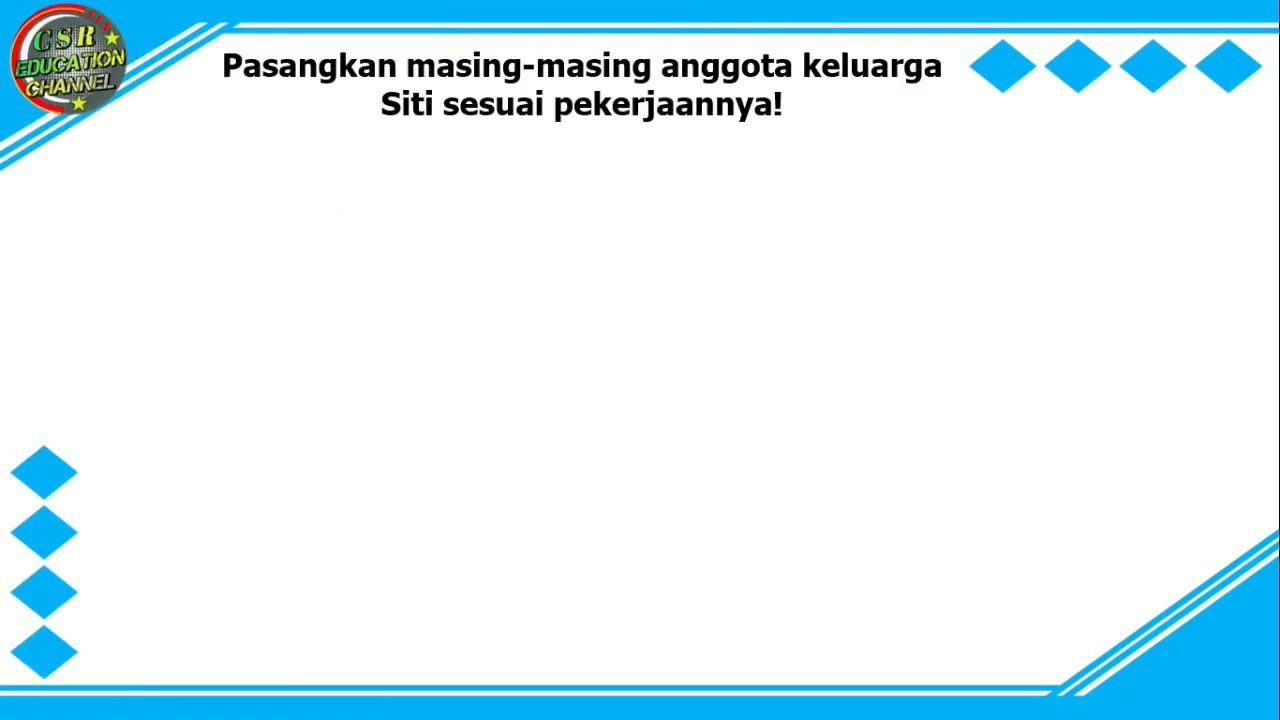 CSR
EDUCATION
CHANNEL
Pasangkan masing-masing anggota keluarga
Siti sesuai pekerjaannya!